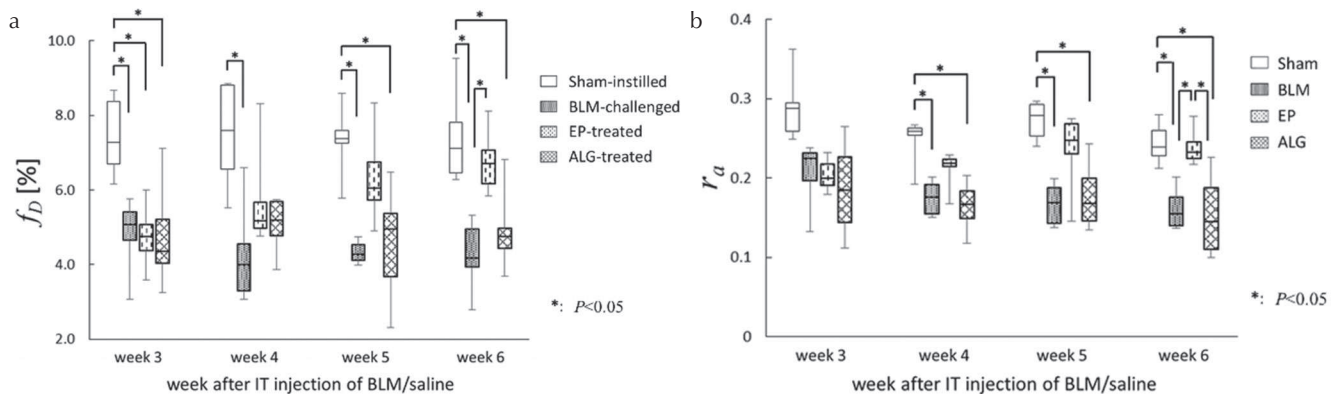 a
f_D [%]
10.0
8.0
6.0
4.0
2.0
* * * * * * * * *
week 3 week 4 week 5 week 6
week after IT injection of BLM/saline
Sham-instilled
BLM-challenged
EP-treated
ALG-treated
*: P<0.05
b
r_a
0.4
0.3
0.2
0.1
0
* * * * * * * *
week 3 week 4 week 5 week 6
week after IT injection of BLM/saline
Sham
BLM
EP
ALG
*: P<0.05